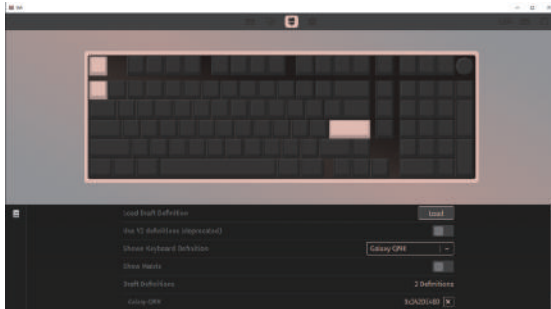 Load Draft Definition
Load
Use V2 definitions (deprecated)
Shown Keyboard Definition
Galaxy QMK
Show Matrix
Draft Definitions
2 Definitions
Galaxy QMK